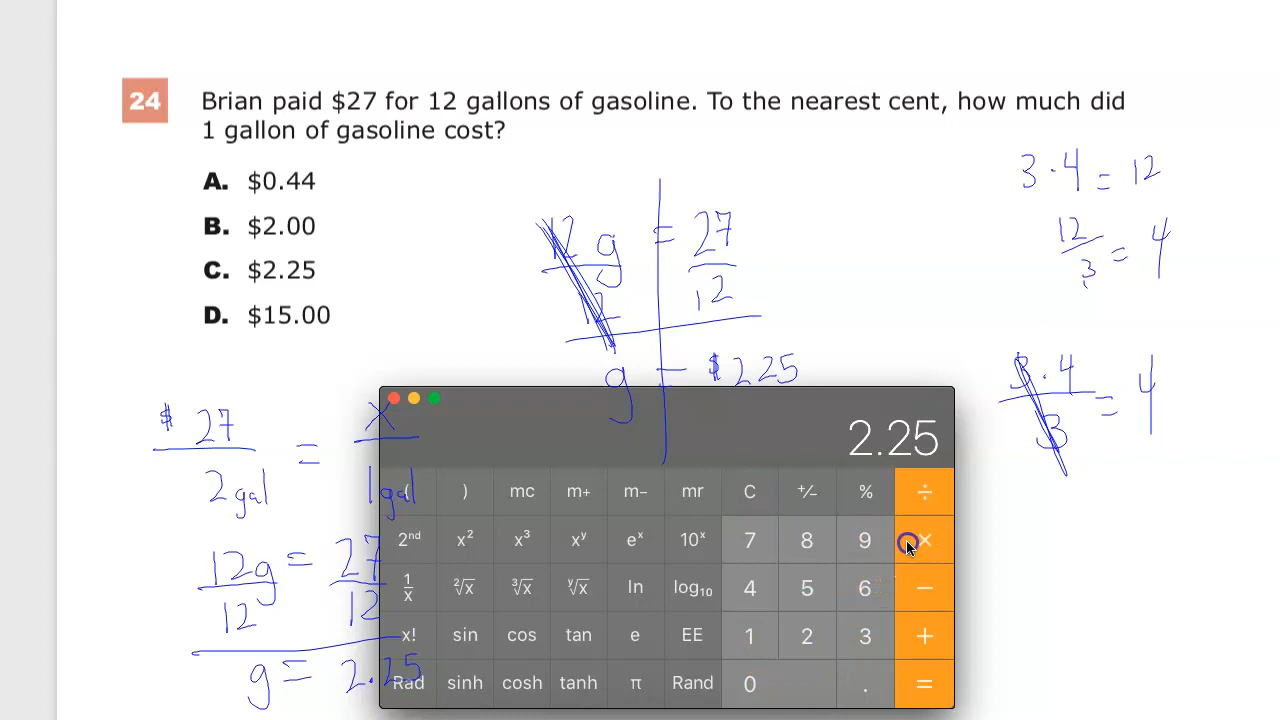 24 Brian paid $27 for 12 gallons of gasoline. To the nearest cent, how much did
1 gallon of gasoline cost?
A. $0.44
B. $2.00
C. $2.25
D. $15.00
3 · 4 = 12
12
3 = 4
12 g = 27
12 12
g = $2.25
3 · 4
3 = 4
$ 27 = x
2 gal 1 gal
12g = 27
12 12
g = 2.25
2.25
( ) mc m+ m− mr C ⁺∕₋ % ÷
2ⁿᵈ x² x³ xʸ eˣ 10ˣ 7 8 9 ×
1/x ²√x ³√x ʸ√x ln log₁₀ 4 5 6 −
x! sin cos tan e EE 1 2 3 +
Rad sinh cosh tanh π Rand 0 . =